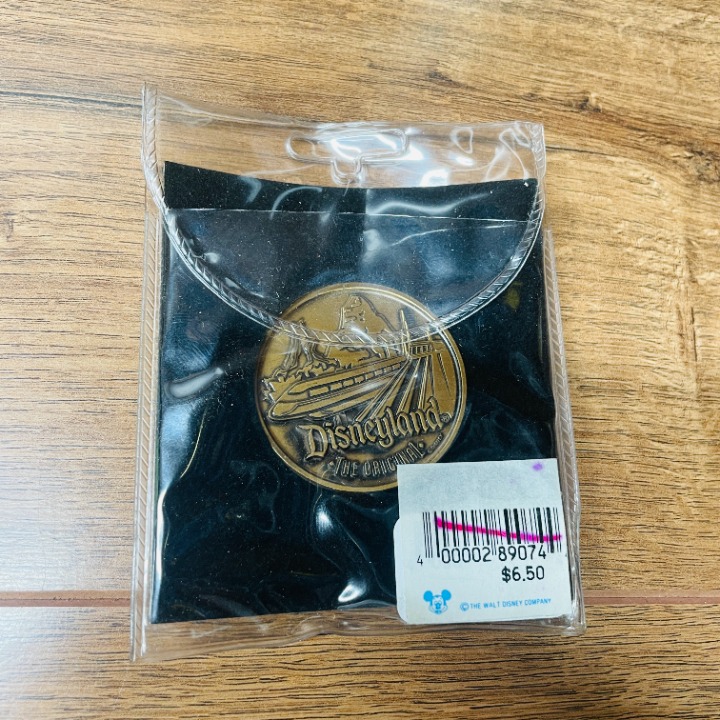 Disneyland
·THE ORIGINAL·
4 00002 89074
$6.50
© THE WALT DISNEY COMPANY